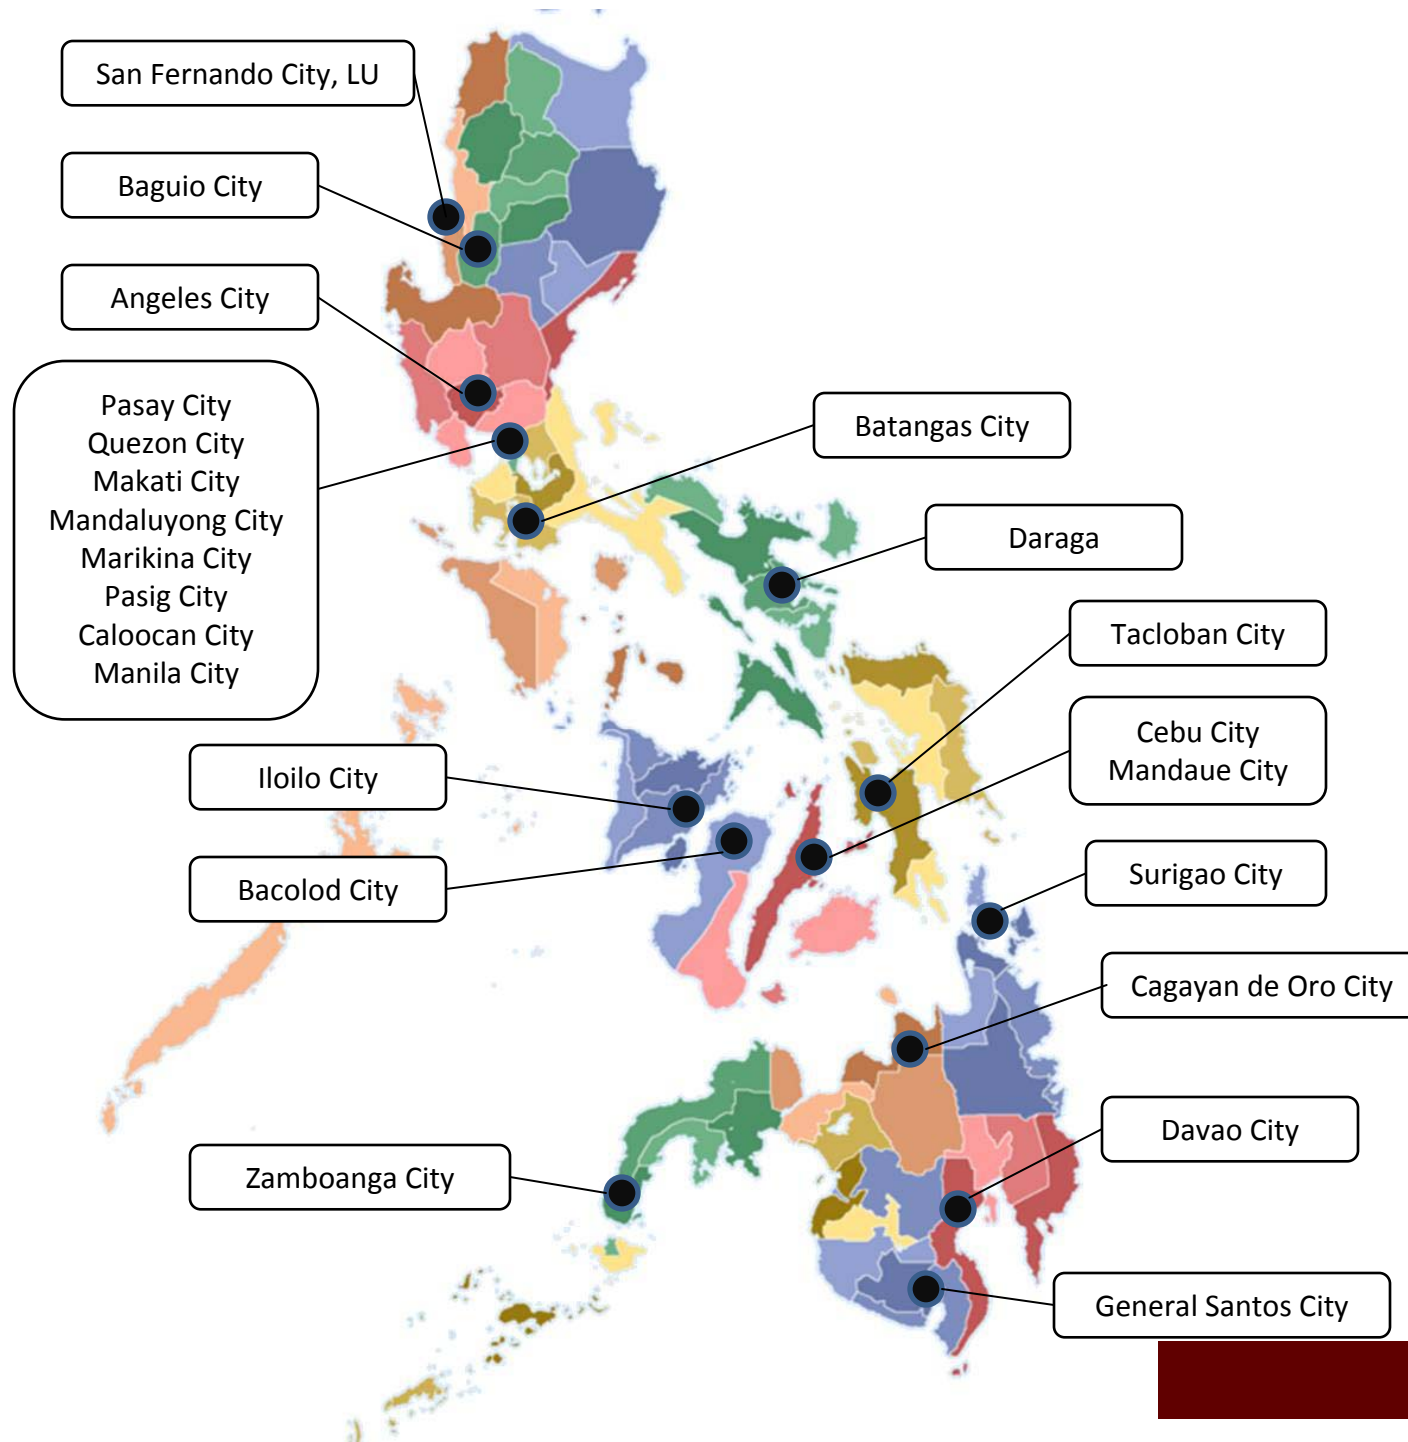 San Fernando City, LU
Baguio City
Angeles City
Pasay City
Quezon City
Makati City
Mandaluyong City
Marikina City
Pasig City
Caloocan City
Manila City
Batangas City
Daraga
Tacloban City
Cebu City
Mandaue City
Iloilo City
Bacolod City
Surigao City
Cagayan de Oro City
Davao City
Zamboanga City
General Santos City